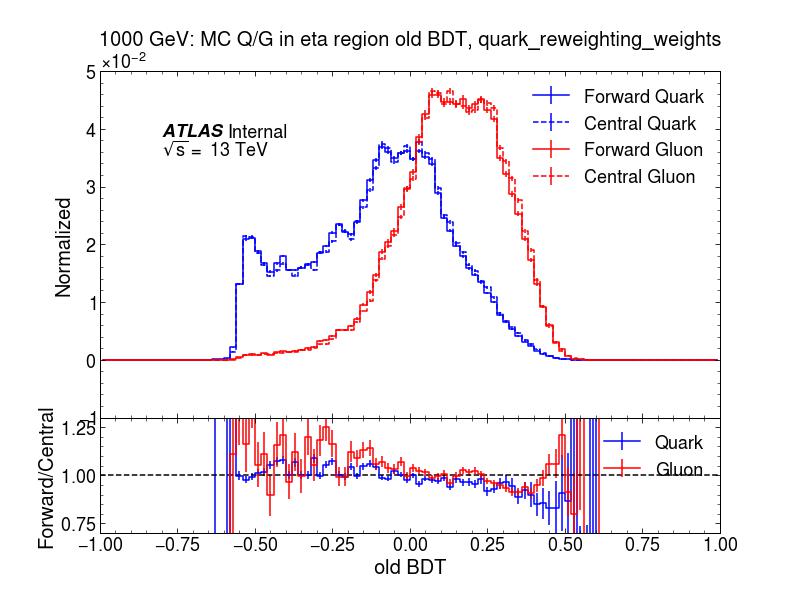 1000 GeV: MC Q/G in eta region old BDT, quark_reweighting_weights
×10⁻²
5
4
3
2
1
0
−1
Normalized
ATLAS Internal
√s = 13 TeV
Forward Quark
Central Quark
Forward Gluon
Central Gluon
1.25
1.00
0.75
Forward/Central
Quark
Gluon
−1.00 −0.75 −0.50 −0.25 0.00 0.25 0.50 0.75 1.00
old BDT